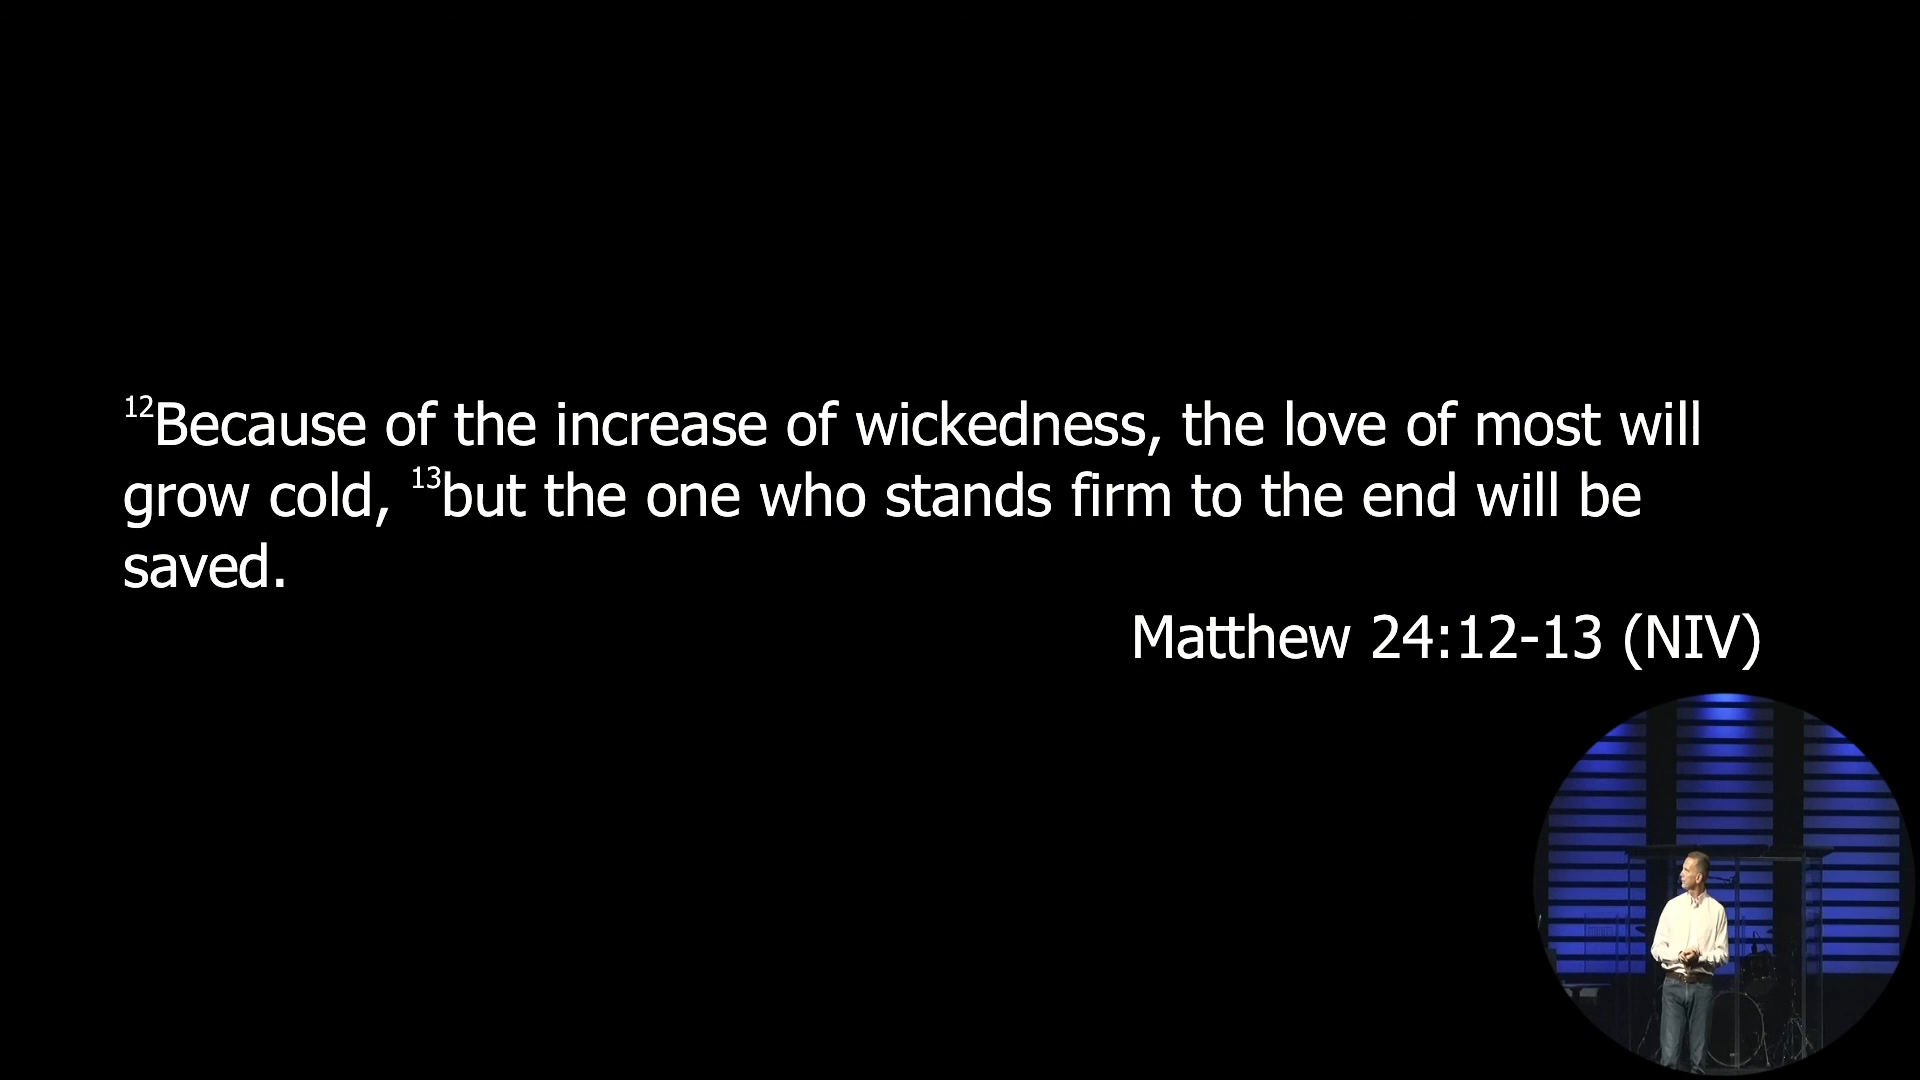 ¹²Because of the increase of wickedness, the love of most will
grow cold, ¹³but the one who stands firm to the end will be
saved.
Matthew 24:12-13 (NIV)